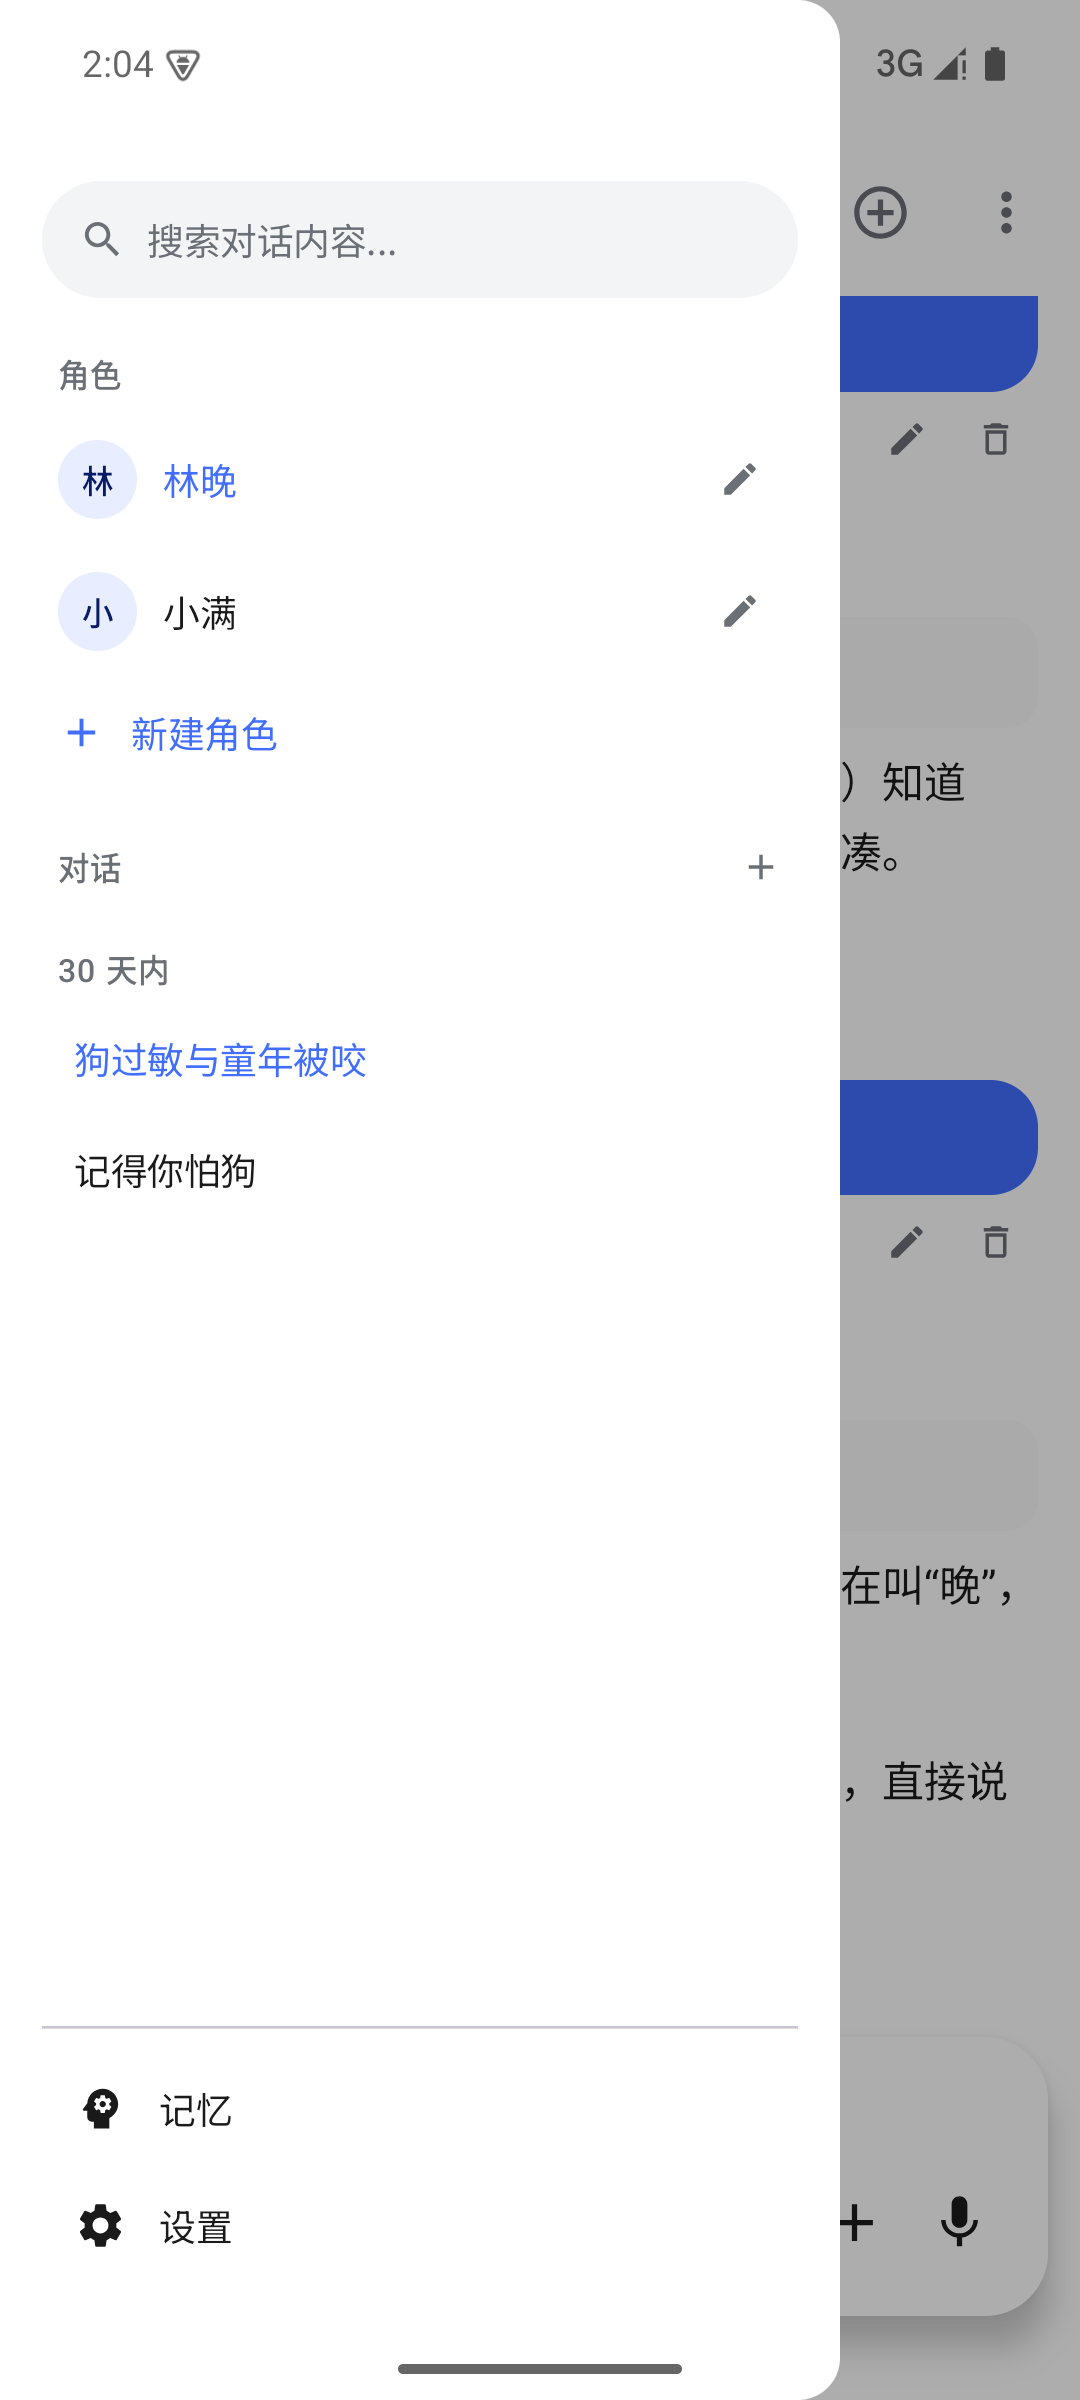 2:04
3G
搜索对话内容...
角色
林 林晚
小 小满
新建角色
）知道
凑。
对话
30 天内
狗过敏与童年被咬
记得你怕狗
在叫“晚”，
，直接说
记忆
设置